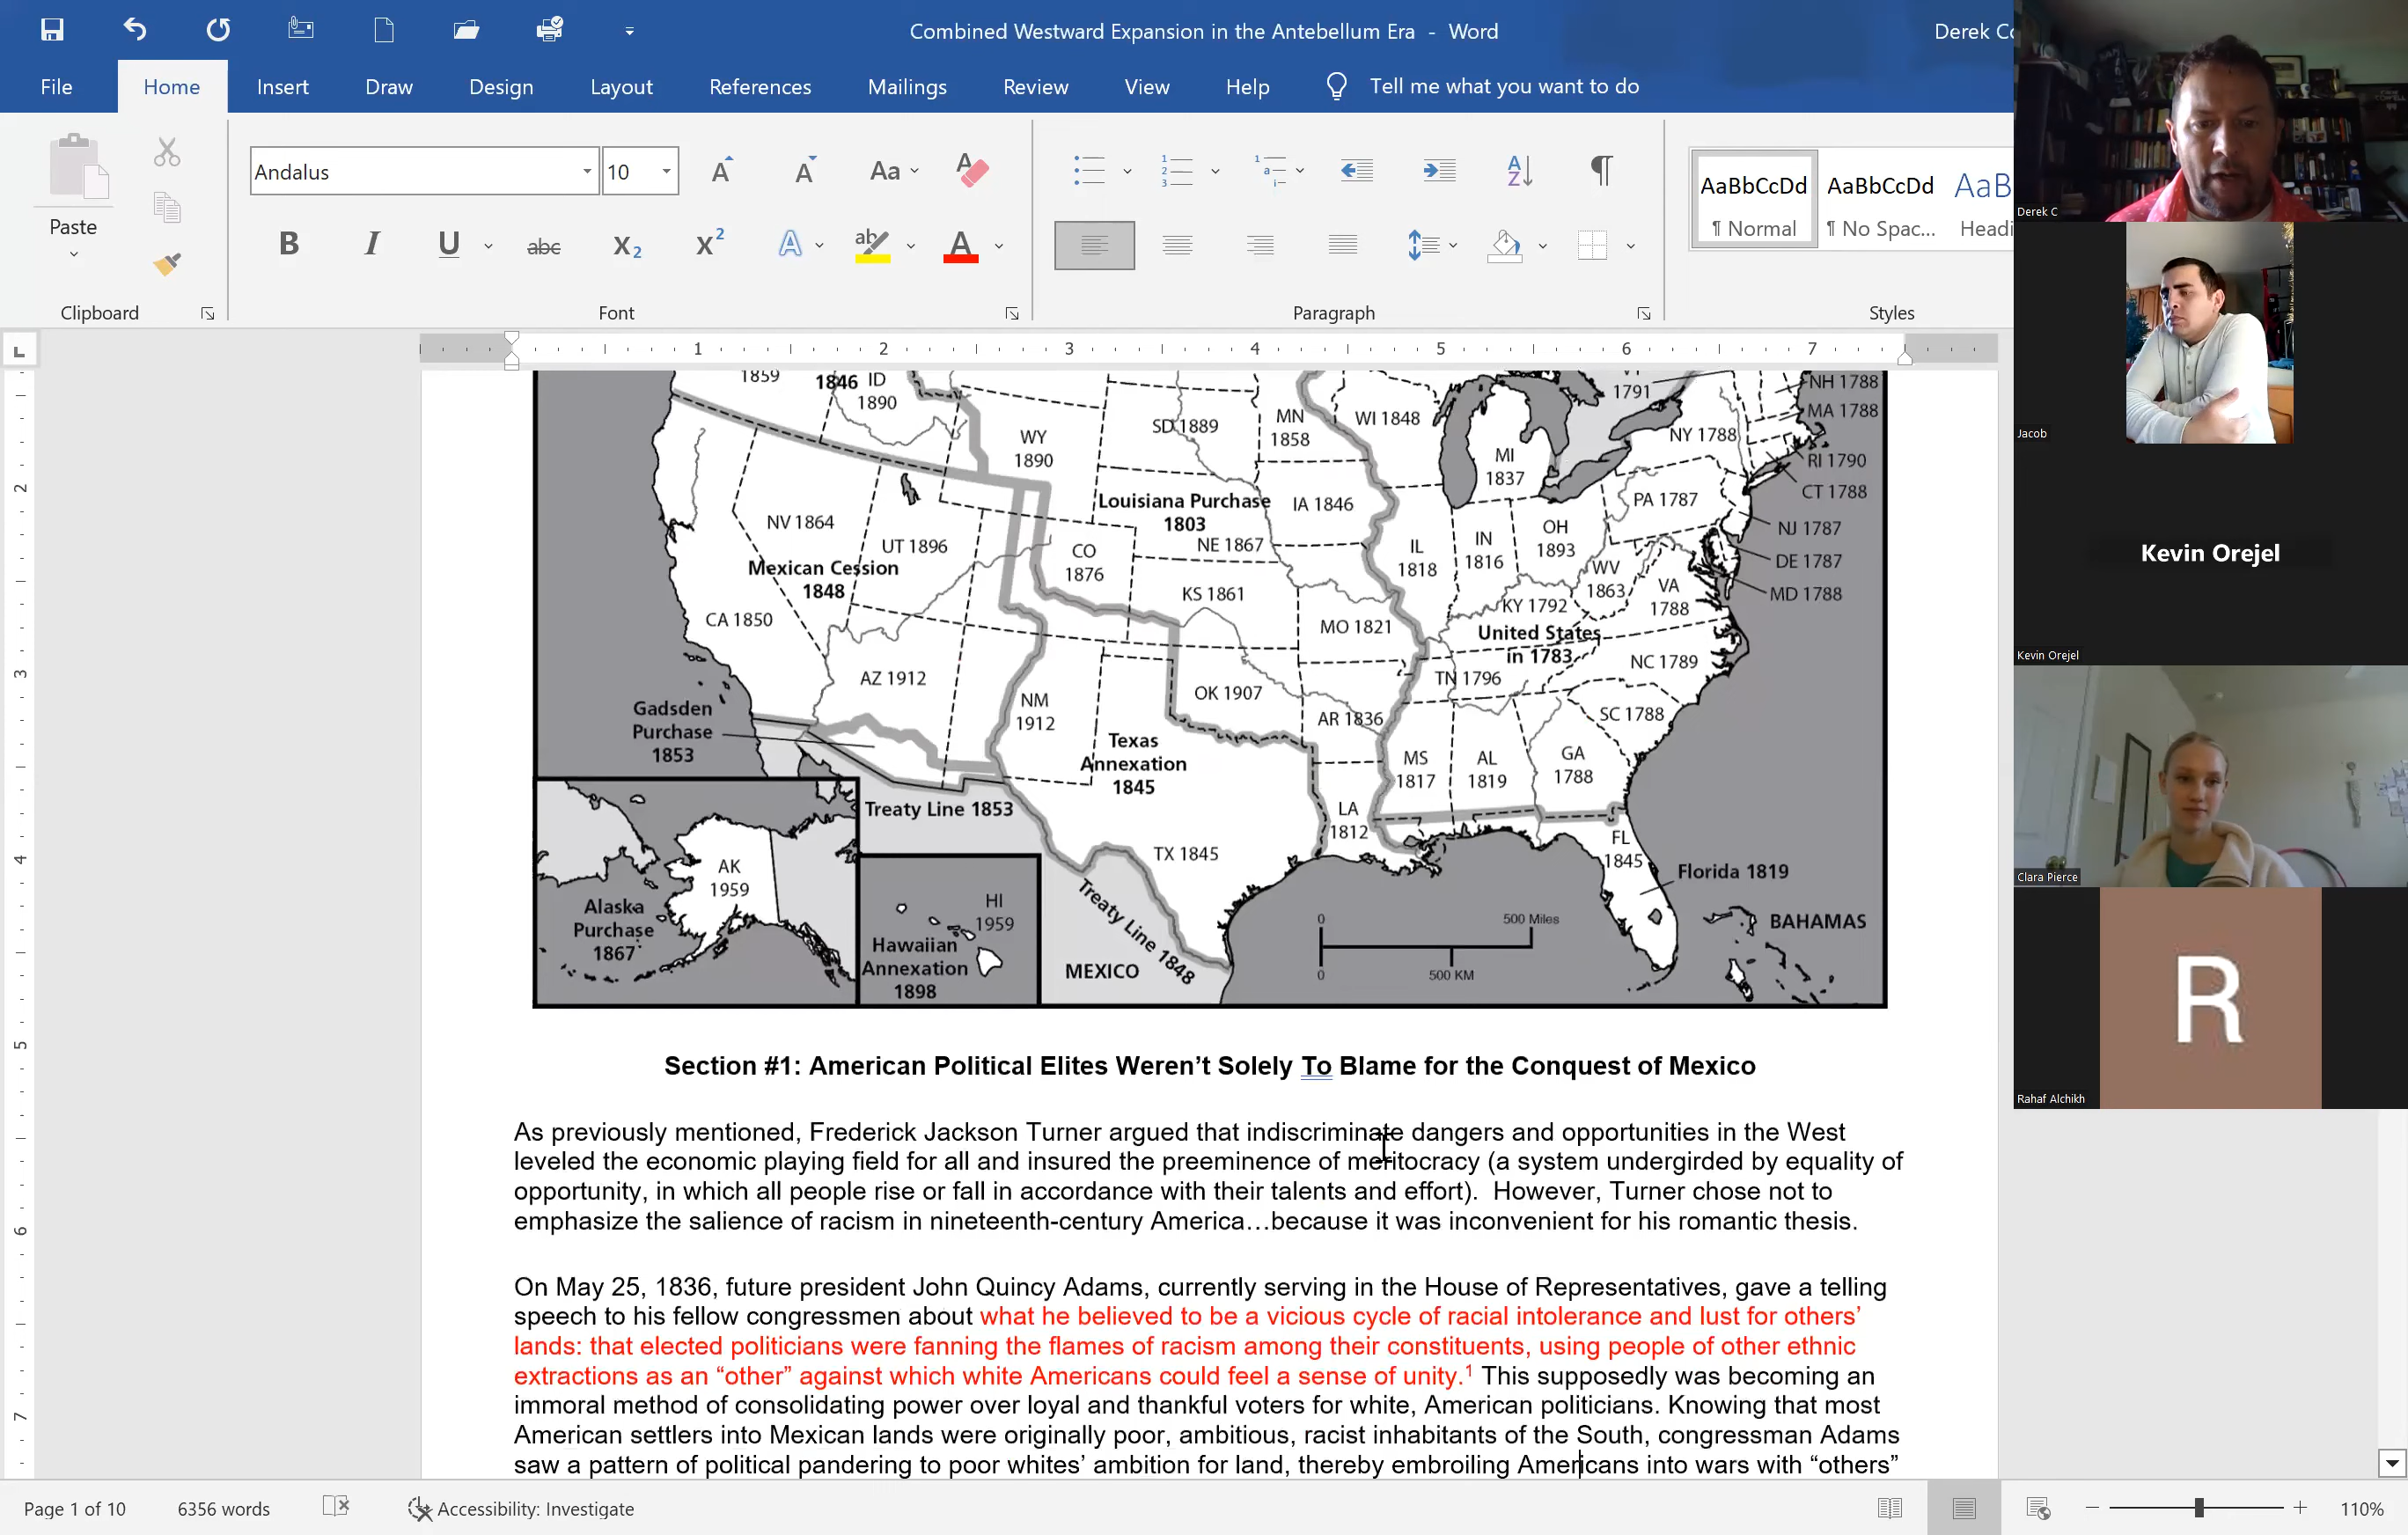 Combined Westward Expansion in the Antebellum Era - Word
Derek Co
File Home Insert Draw Design Layout References Mailings Review View Help Tell me what you want to do
Paste
Clipboard
Andalus 10
Aa
B I U abc X2 X2 A ab A
Font
Paragraph
AaBbCcDd AaBbCcDd AaB
¶ Normal ¶ No Spac... Headi
Styles
L
1 2 3 4 5 6 7
2
3
4
5
6
7
1859
1846 ID
1890
WY
1890
SD 1889
MN
1858
WI 1848
MI
1837
1791
NY 1788
NH 1788
MA 1788
RI 1790
CT 1788
NJ 1787
DE 1787
MD 1788
PA 1787
Louisiana Purchase
1803
IA 1846
NE 1867
NV 1864
UT 1896
CO
1876
Mexican Cession
1848
CA 1850
KS 1861
MO 1821
IL
1818
IN
1816
OH
1893
WV
1863
VA
1788
KY 1792
United States
in 1783
NC 1789
TN 1796
SC 1788
AZ 1912
NM
1912
OK 1907
AR 1836
Gadsden
Purchase
1853
Texas
Annexation
1845
MS
1817
AL
1819
GA
1788
LA
1812
Treaty Line 1853
TX 1845
FL
1845
Florida 1819
AK
1959
Alaska
Purchase
1867
HI
1959
Hawaiian
Annexation
1898
MEXICO
Treaty Line 1848
0 500 Miles
0 500 KM
BAHAMAS
Section #1: American Political Elites Weren't Solely To Blame for the Conquest of Mexico
As previously mentioned, Frederick Jackson Turner argued that indiscriminate dangers and opportunities in the West
leveled the economic playing field for all and insured the preeminence of meritocracy (a system undergirded by equality of
opportunity, in which all people rise or fall in accordance with their talents and effort). However, Turner chose not to
emphasize the salience of racism in nineteenth-century America…because it was inconvenient for his romantic thesis.
On May 25, 1836, future president John Quincy Adams, currently serving in the House of Representatives, gave a telling
speech to his fellow congressmen about what he believed to be a vicious cycle of racial intolerance and lust for others'
lands: that elected politicians were fanning the flames of racism among their constituents, using people of other ethnic
extractions as an "other" against which white Americans could feel a sense of unity.1 This supposedly was becoming an
immoral method of consolidating power over loyal and thankful voters for white, American politicians. Knowing that most
American settlers into Mexican lands were originally poor, ambitious, racist inhabitants of the South, congressman Adams
saw a pattern of political pandering to poor whites' ambition for land, thereby embroiling Americans into wars with "others"
Page 1 of 10 6356 words Accessibility: Investigate 110%
Derek C
Jacob
Kevin Orejel
Kevin Orejel
Clara Pierce
R
Rahaf Alchikh